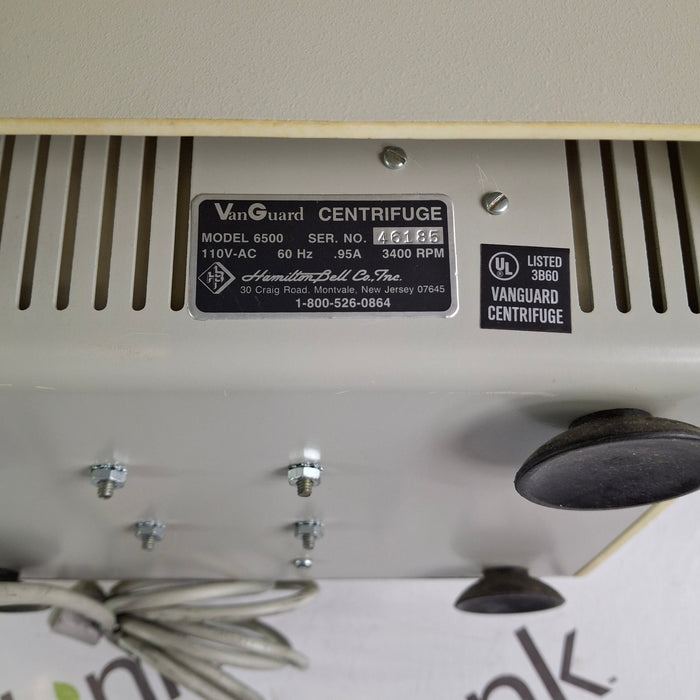 VanGuard CENTRIFUGE
MODEL 6500 SER. NO. 46185
110V-AC 60 Hz .95A 3400 RPM
Hamilton Bell Co. Inc.
30 Craig Road. Montvale, New Jersey 07645
1-800-526-0864
UL LISTED
3B60
VANGUARD
CENTRIFUGE